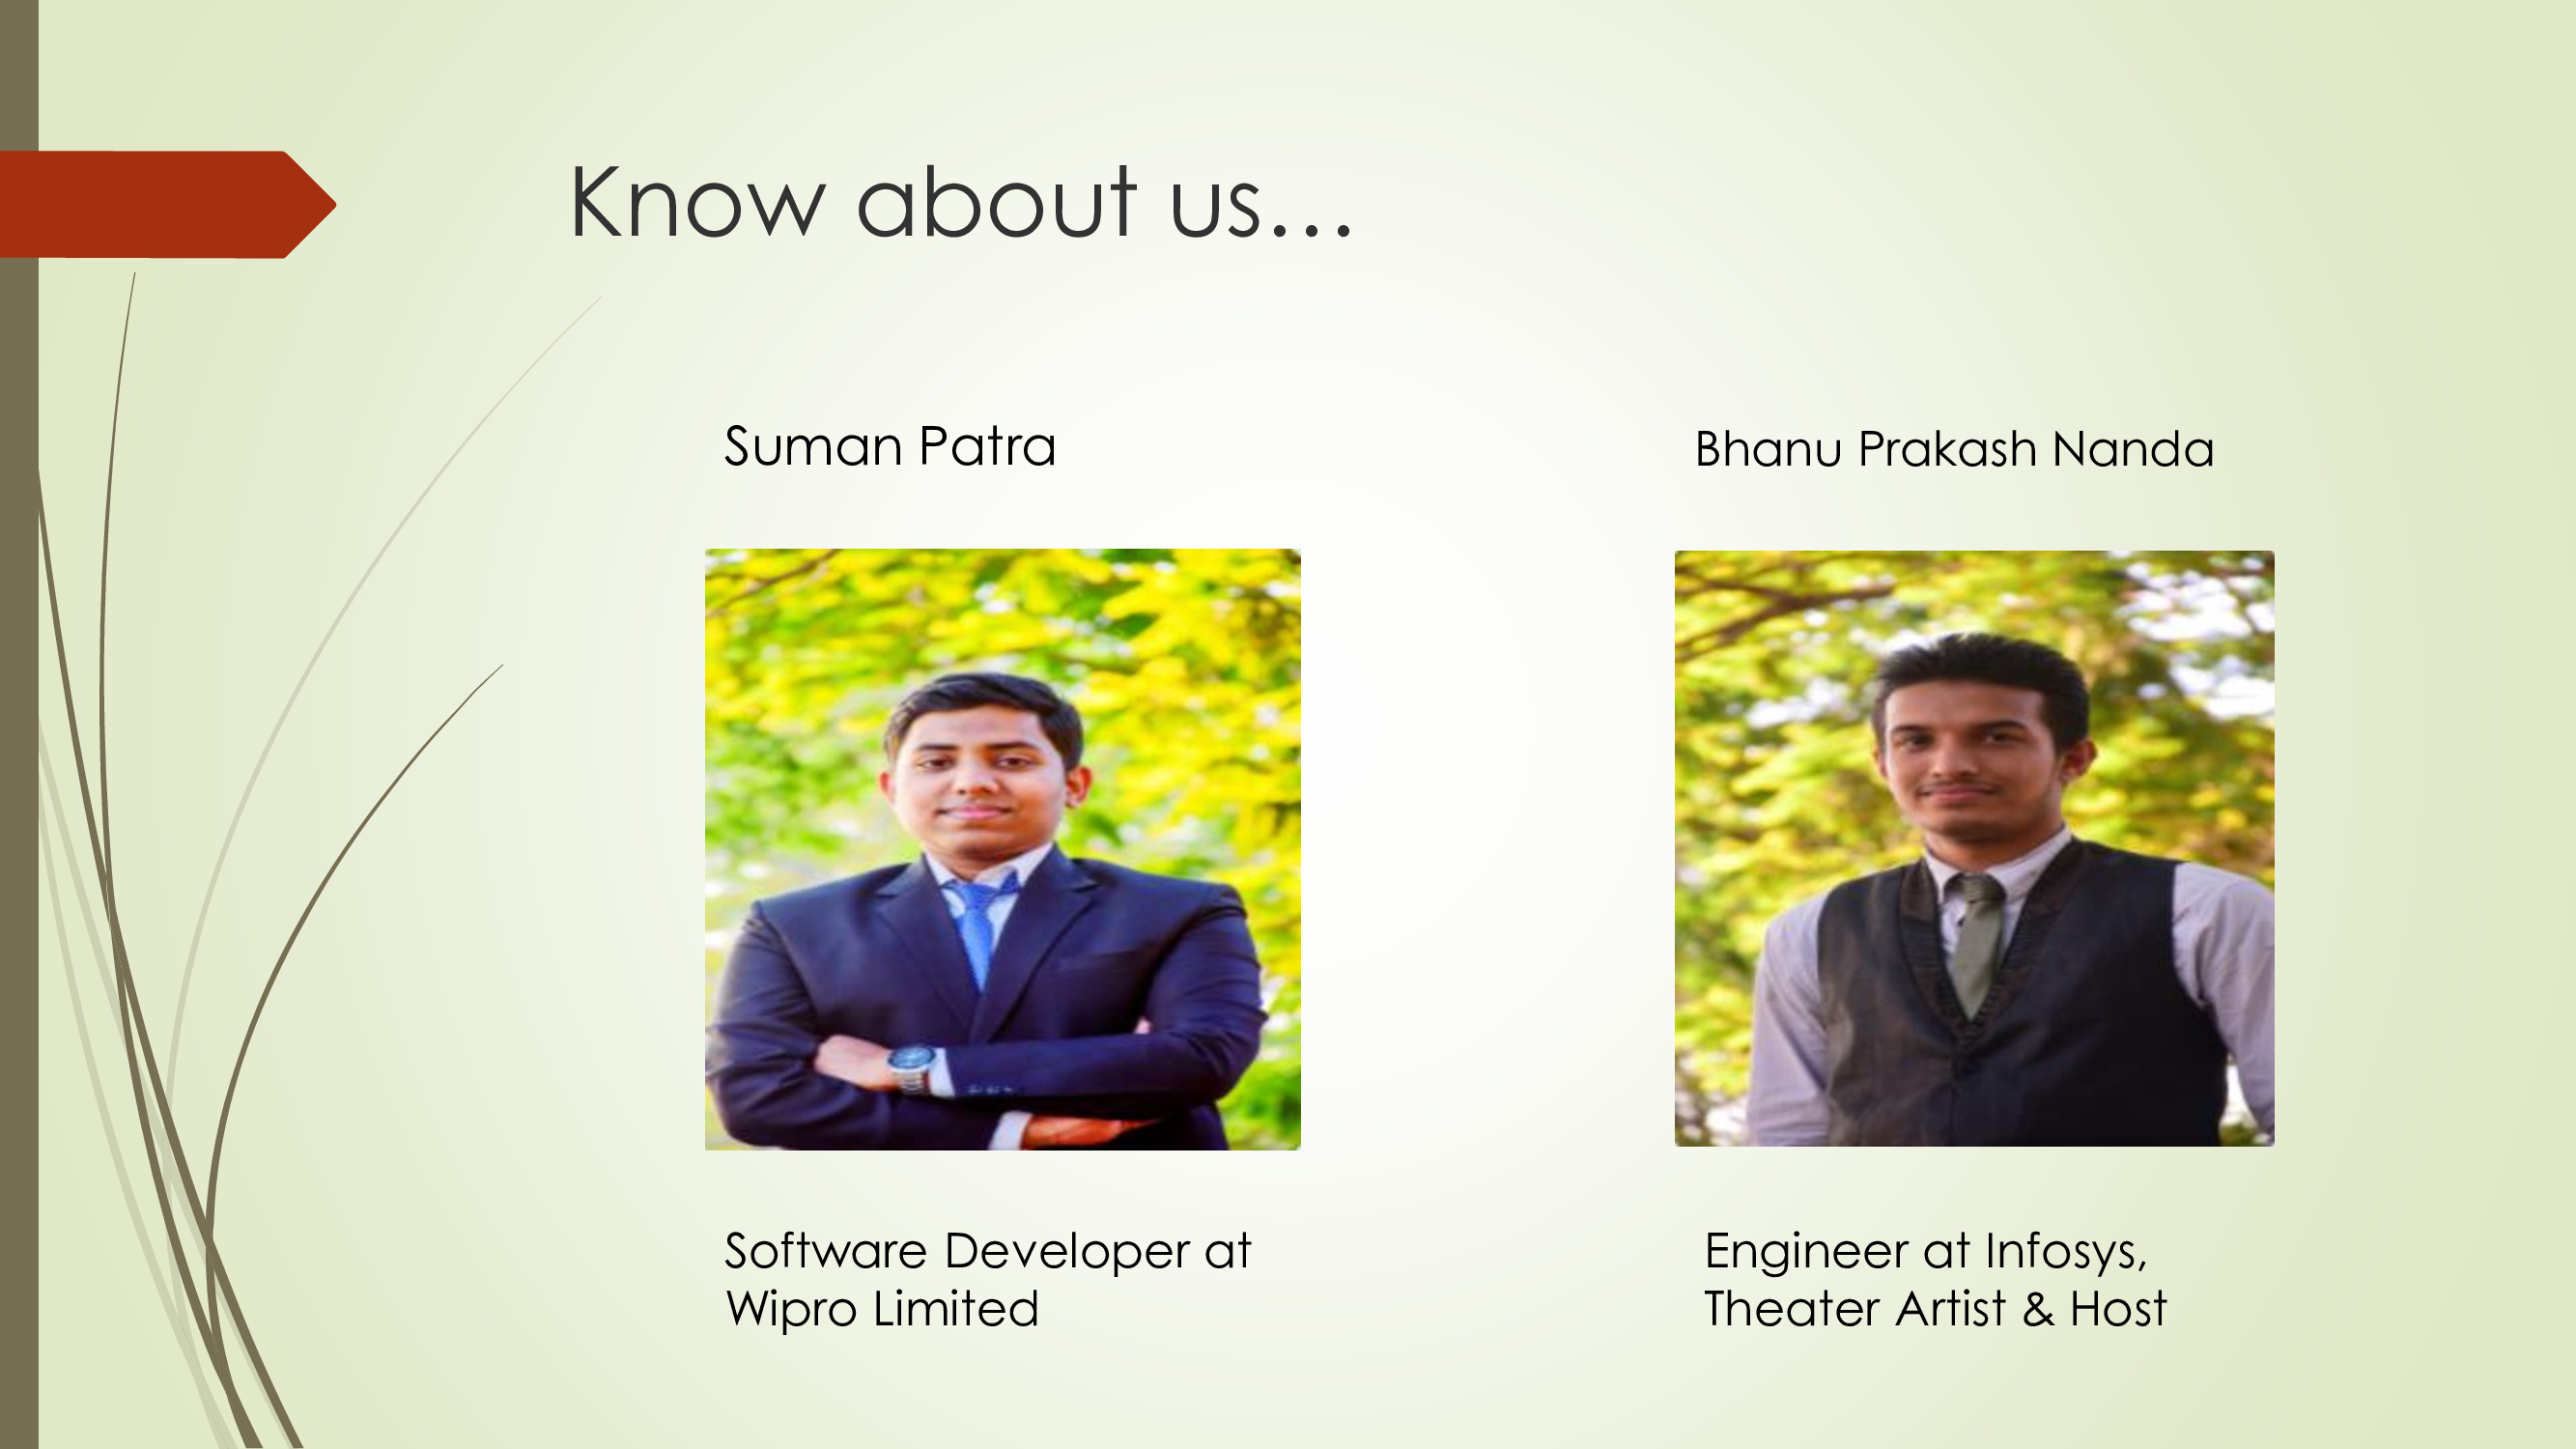 Know about us...
Suman Patra
Bhanu Prakash Nanda
Software Developer at
Wipro Limited
Engineer at Infosys,
Theater Artist & Host